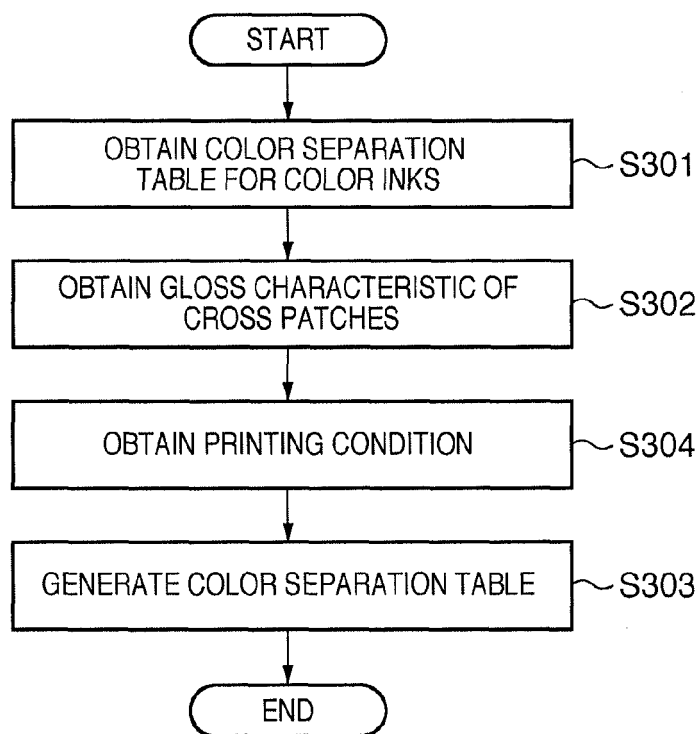 START
OBTAIN COLOR SEPARATION
TABLE FOR COLOR INKS
S301
OBTAIN GLOSS CHARACTERISTIC OF
CROSS PATCHES
S302
OBTAIN PRINTING CONDITION
S304
GENERATE COLOR SEPARATION TABLE
S303
END